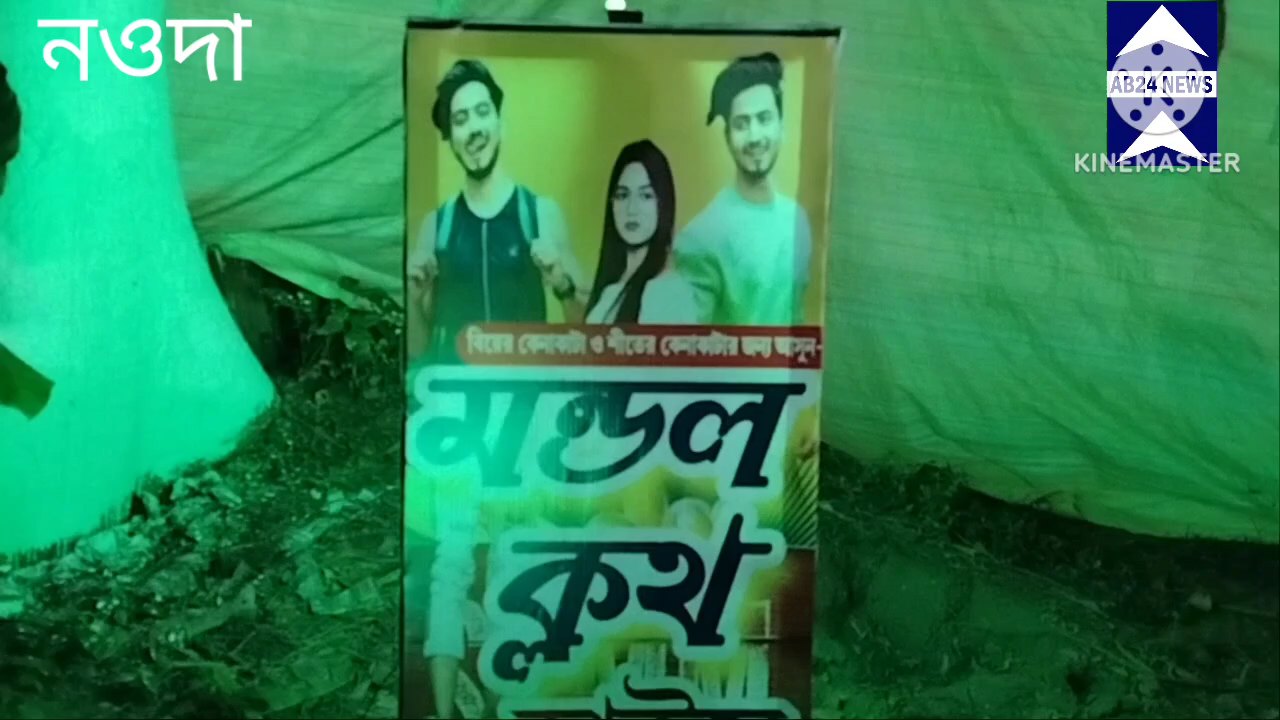 নওদা
AB24 NEWS
KINEMASTER
বিয়ের কেনাকাটা ও শীতের কেনাকাটার জন্য আসুন-
মন্ডল
ক্লথ